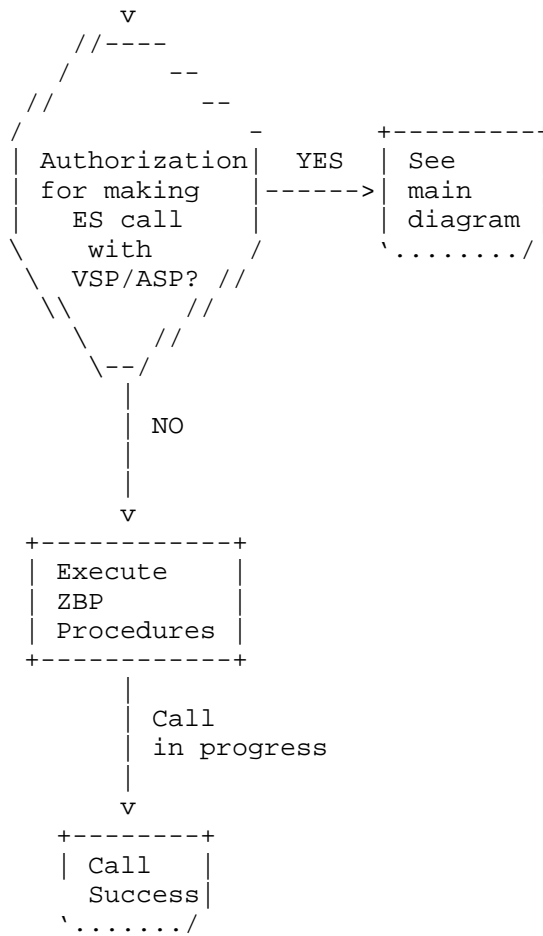 Authorization YES See
for making main
ES call diagram
with
VSP/ASP?
NO
Execute
ZBP
Procedures
Call
in progress
Call
Success